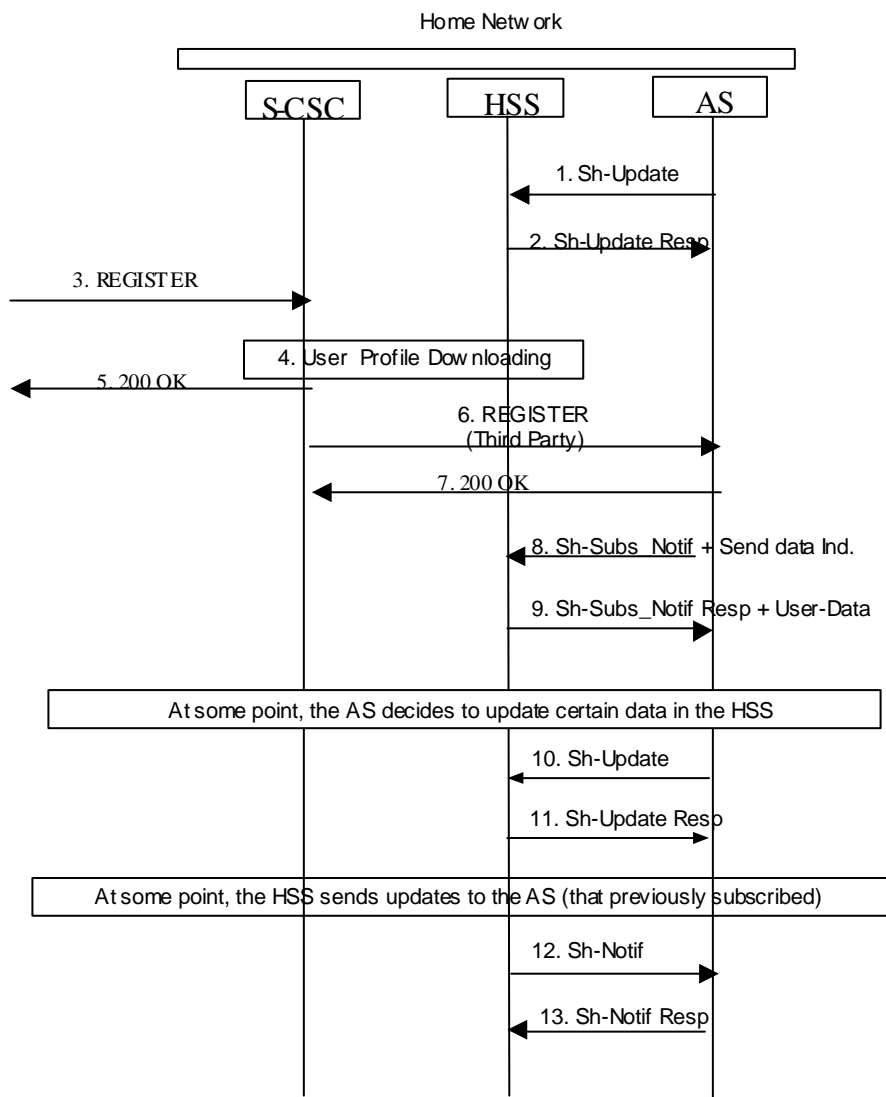 Home Network
S-CSC
HSS
AS
1. Sh-Update
2. Sh-Update Resp
3. REGISTER
4. User Profile Downloading
5. 200 OK
6. REGISTER
(Third Party)
7. 200 OK
8. Sh-Subs_Notif + Send data Ind.
9. Sh-Subs_Notif Resp + User-Data
At some point, the AS decides to update certain data in the HSS
10. Sh-Update
11. Sh-Update Resp
At some point, the HSS sends updates to the AS (that previously subscribed)
12. Sh-Notif
13. Sh-Notif Resp